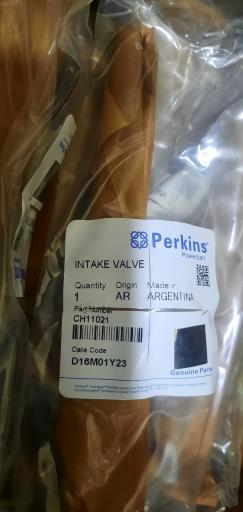 Perkins®
Powerpart
INTAKE VALVE
Quantity Origin Made in
1 AR ARGENTINA
Part Number
CH11021
Date Code
D16M01Y23
Genuine Parts